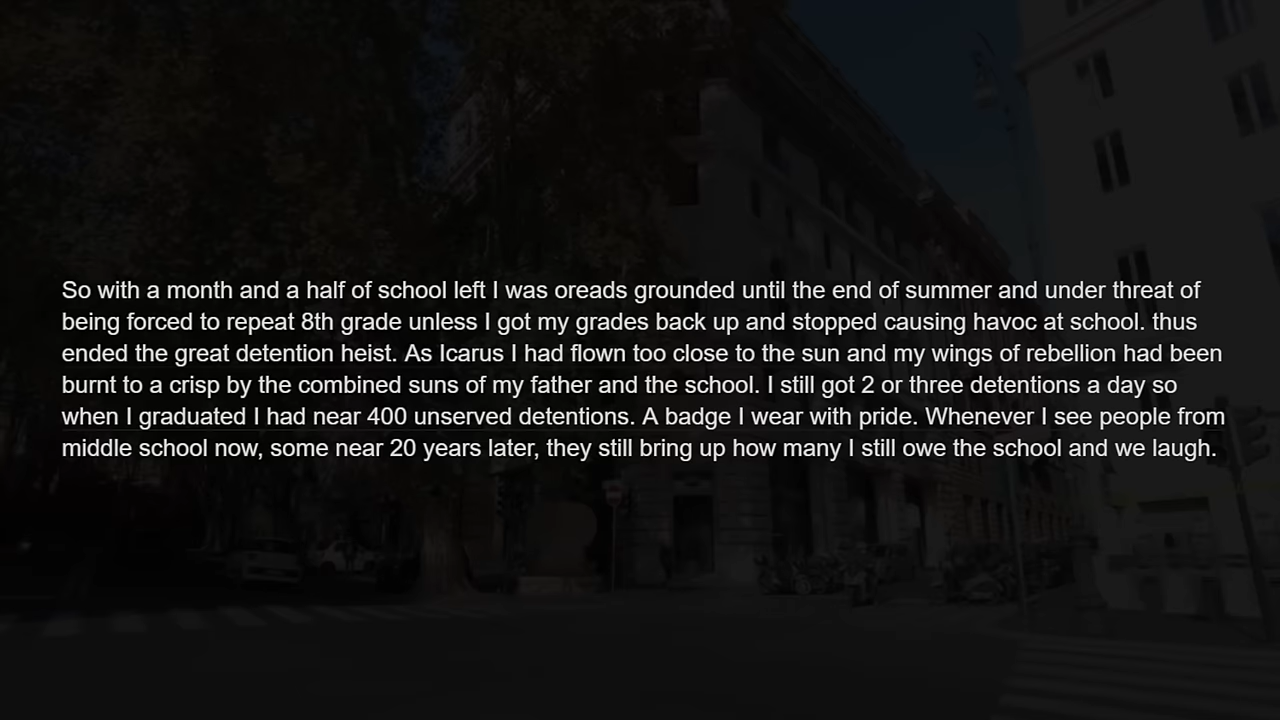 So with a month and a half of school left I was oreads grounded until the end of summer and under threat of
being forced to repeat 8th grade unless I got my grades back up and stopped causing havoc at school. thus
ended the great detention heist. As Icarus I had flown too close to the sun and my wings of rebellion had been
burnt to a crisp by the combined suns of my father and the school. I still got 2 or three detentions a day so
when I graduated I had near 400 unserved detentions. A badge I wear with pride. Whenever I see people from
middle school now, some near 20 years later, they still bring up how many I still owe the school and we laugh.